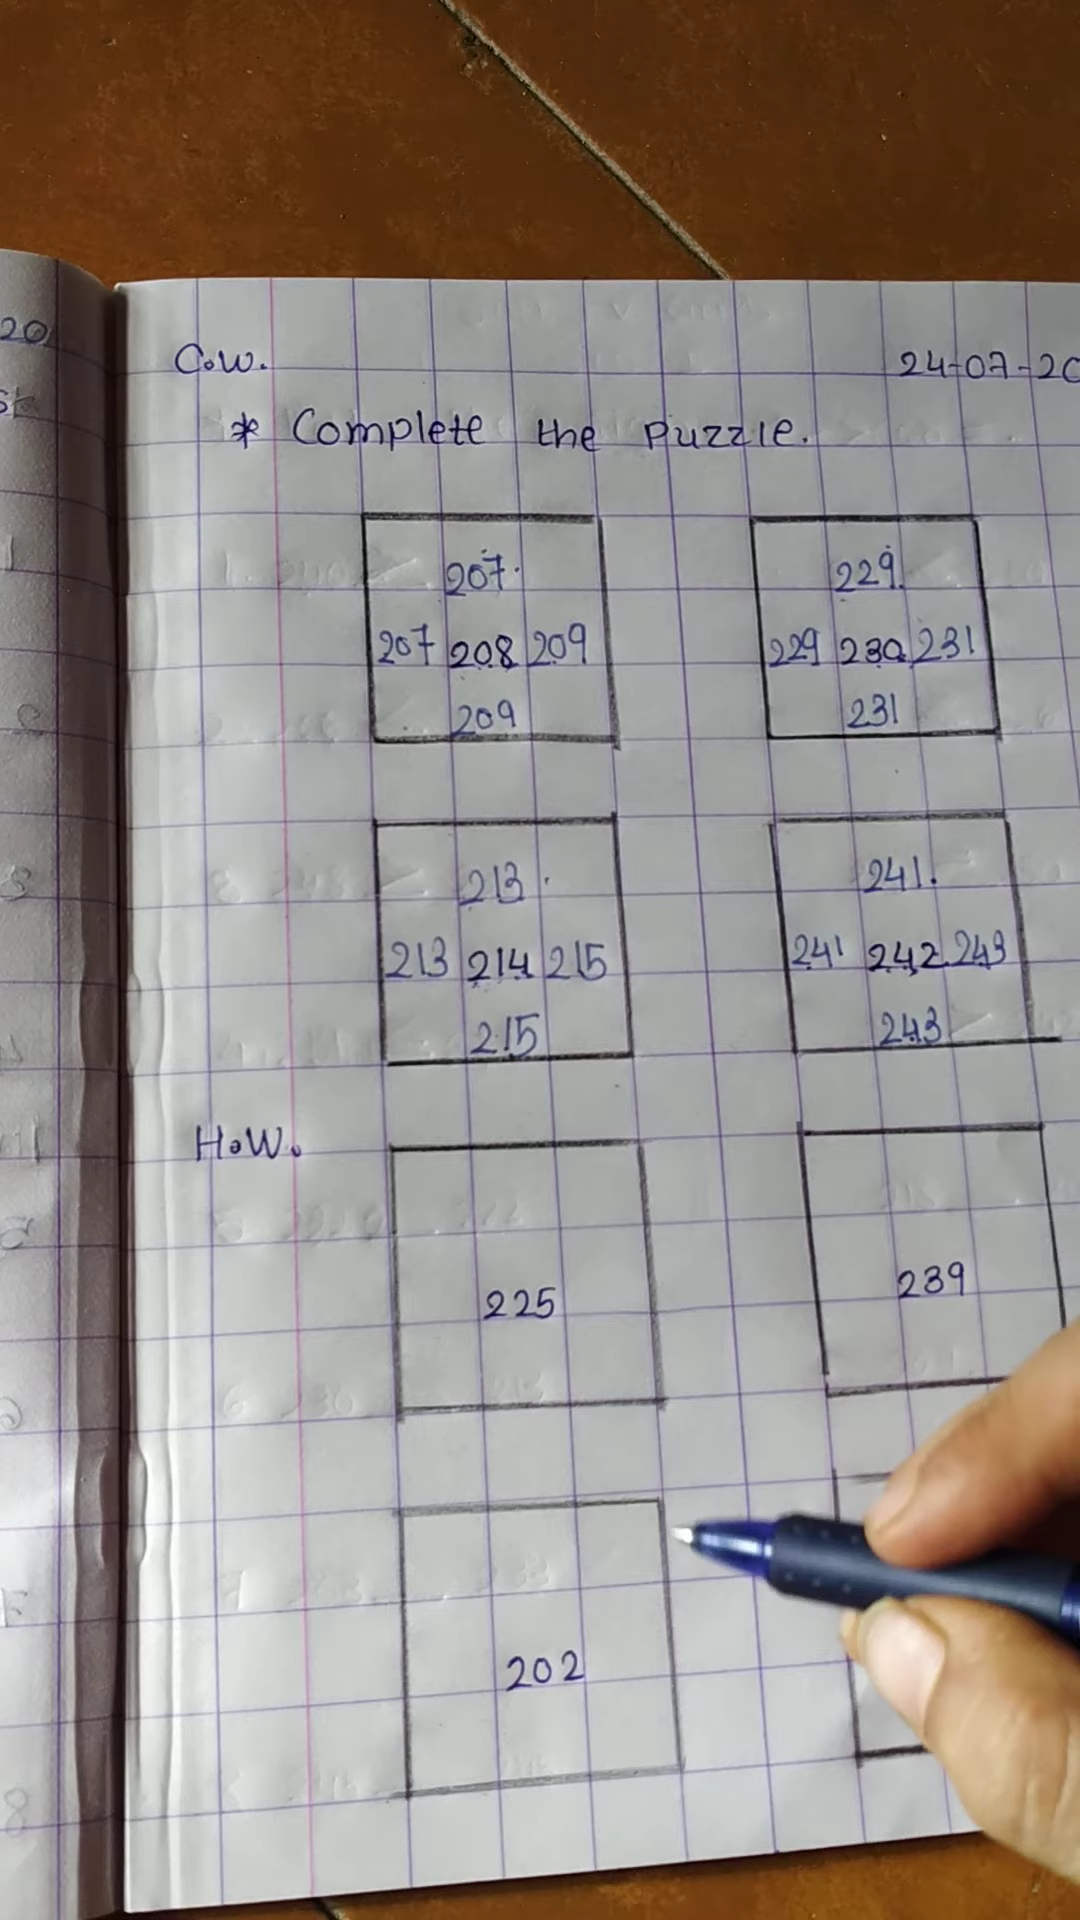 C.W.
24-07-20
* Complete the Puzzle.
207
229
207 208 209
229 230 231
209
231
213
241
213 214 215
241 242 243
215
243
H.W.
225
239
202